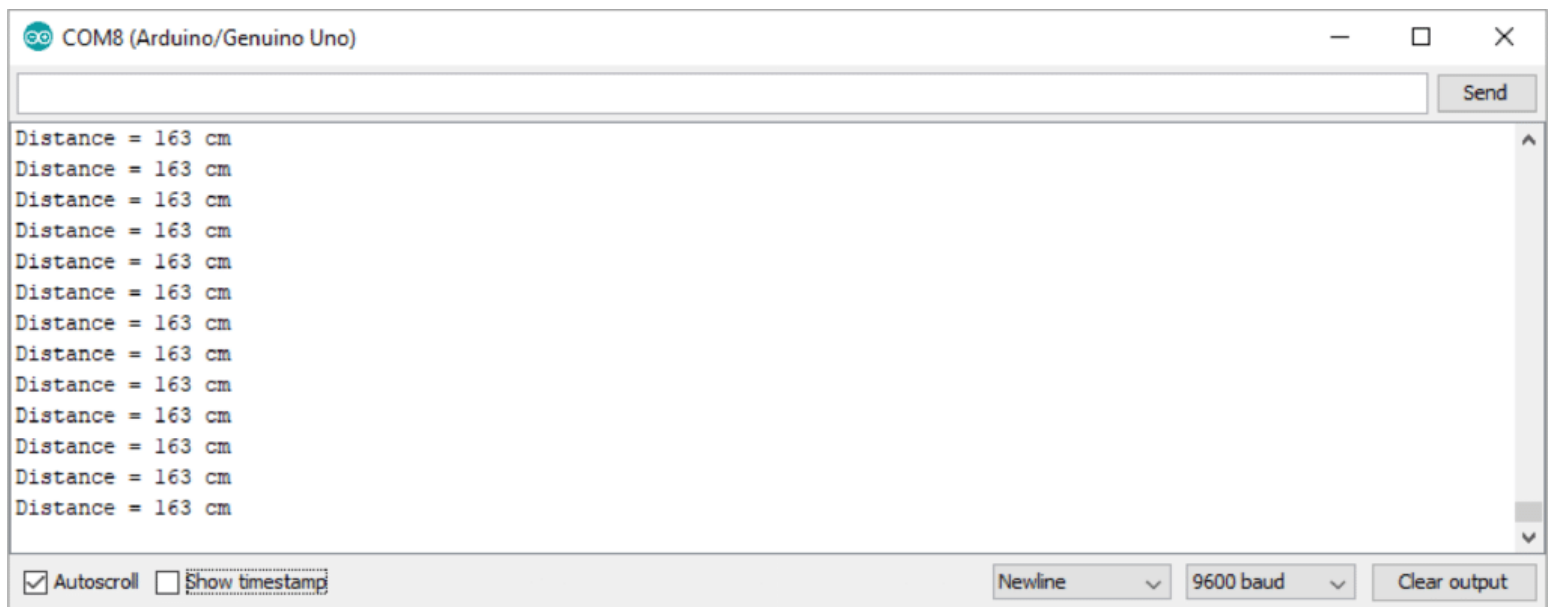 COM8 (Arduino/Genuino Uno)
Send
Distance = 163 cm
Distance = 163 cm
Distance = 163 cm
Distance = 163 cm
Distance = 163 cm
Distance = 163 cm
Distance = 163 cm
Distance = 163 cm
Distance = 163 cm
Distance = 163 cm
Distance = 163 cm
Distance = 163 cm
Distance = 163 cm
Autoscroll Show timestamp Newline 9600 baud Clear output